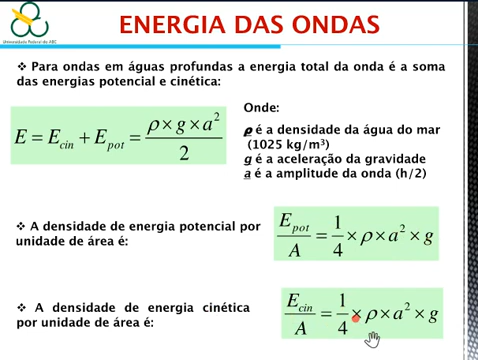 Universidade Federal do ABC
ENERGIA DAS ONDAS
❖ Para ondas em águas profundas a energia total da onda é a soma
das energias potencial e cinética:
E = E_cin + E_pot = (ρ × g × a²) / 2
Onde:
ρ é a densidade da água do mar
(1025 kg/m³)
g é a aceleração da gravidade
a é a amplitude da onda (h/2)
❖ A densidade de energia potencial por
unidade de área é:
E_pot / A = 1/4 × ρ × a² × g
❖ A densidade de energia cinética
por unidade de área é:
E_cin / A = 1/4 × ρ × a² × g